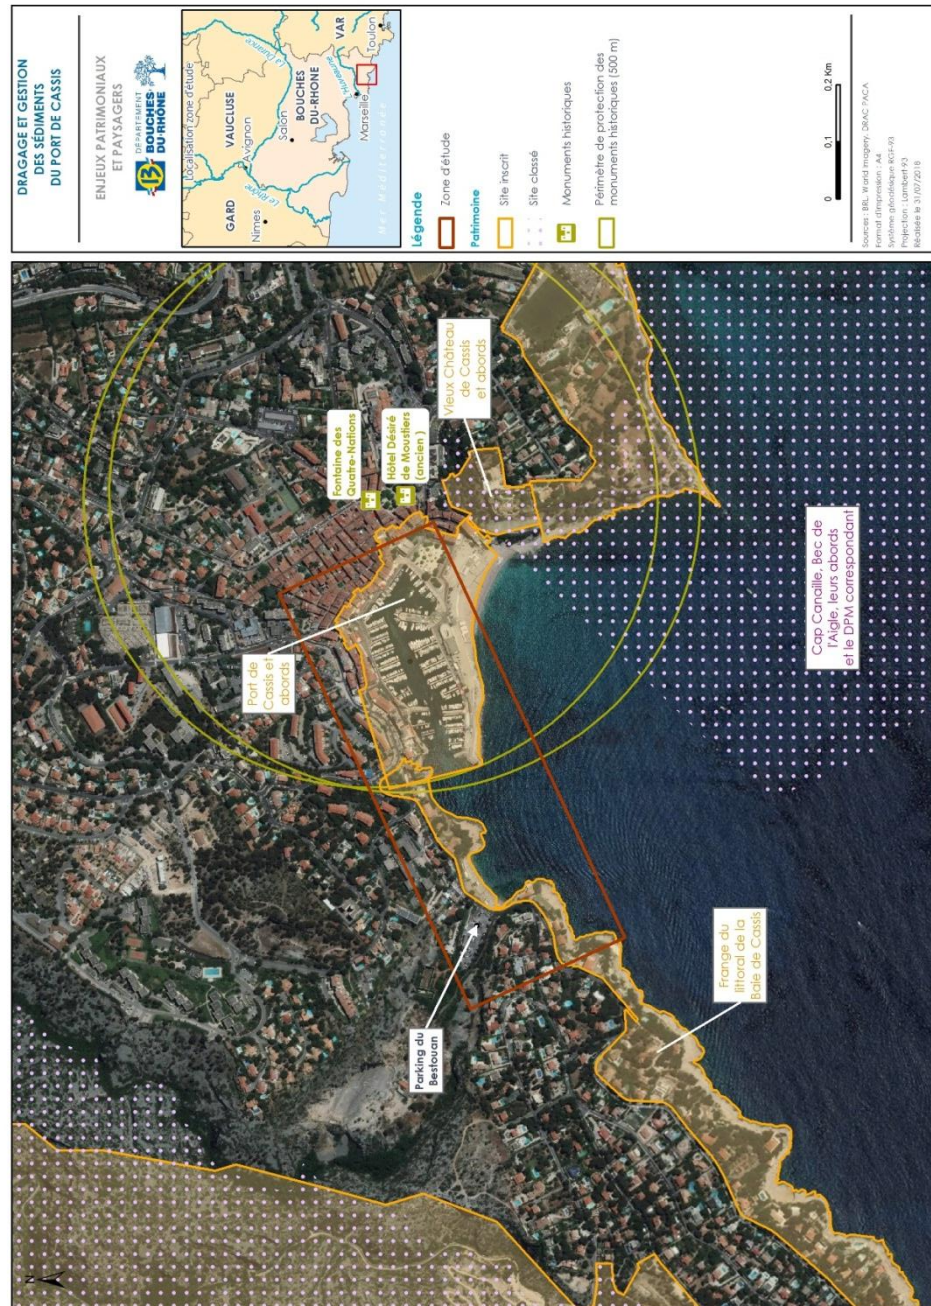 DRAGAGE ET GESTION
DES SÉDIMENTS
DU PORT DE CASSIS
ENJEUX PATRIMONIAUX
ET PAYSAGERS
13
DÉPARTEMENT
BOUCHES
DU-RHÔNE
Localisation zone d'étude
GARD
VAUCLUSE
Avignon
Nîmes
La Durance
Le Rhône
Salon
BOUCHES
DU-RHONE
VAR
Marseille
Toulon
Mer Méditerranée
Légende
Zone d'étude
Patrimoine
Site inscrit
Site classé
Monuments historiques
Périmètre de protection des
monuments historiques (500 m)
0
0,1
0,2 Km
Sources : BRL, World Imagery, DRAC PACA
Format d'impression : A4
Système géodésique RGF-93
Projection : Lambert-93
Réalisée le 31/07/2018
N
Fontaine des
Quatre-Nations
Hôtel Désiré
de Moustiers
(ancien )
Vieux Château
de Cassis
et abords
Port de
Cassis et
abords
Parking du
Bestouan
Cap Canaille, Bec de
l'Aigle, leurs abords
et le DPM correspondant
Frange du
littoral de la
Baie de Cassis